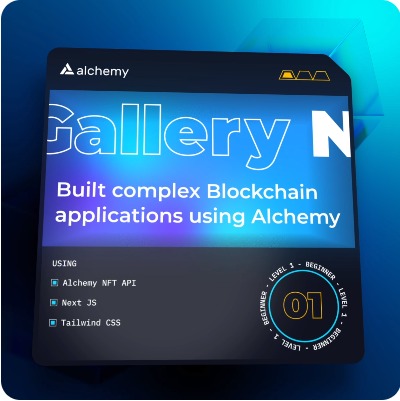 alchemy
Gallery N
Built complex Blockchain
applications using Alchemy
USING
Alchemy NFT API
Next JS
Tailwind CSS
BEGINNER - LEVEL 1 - BEGINNER - LEVEL 1 - BEGINNER - LEVEL 1 -
01